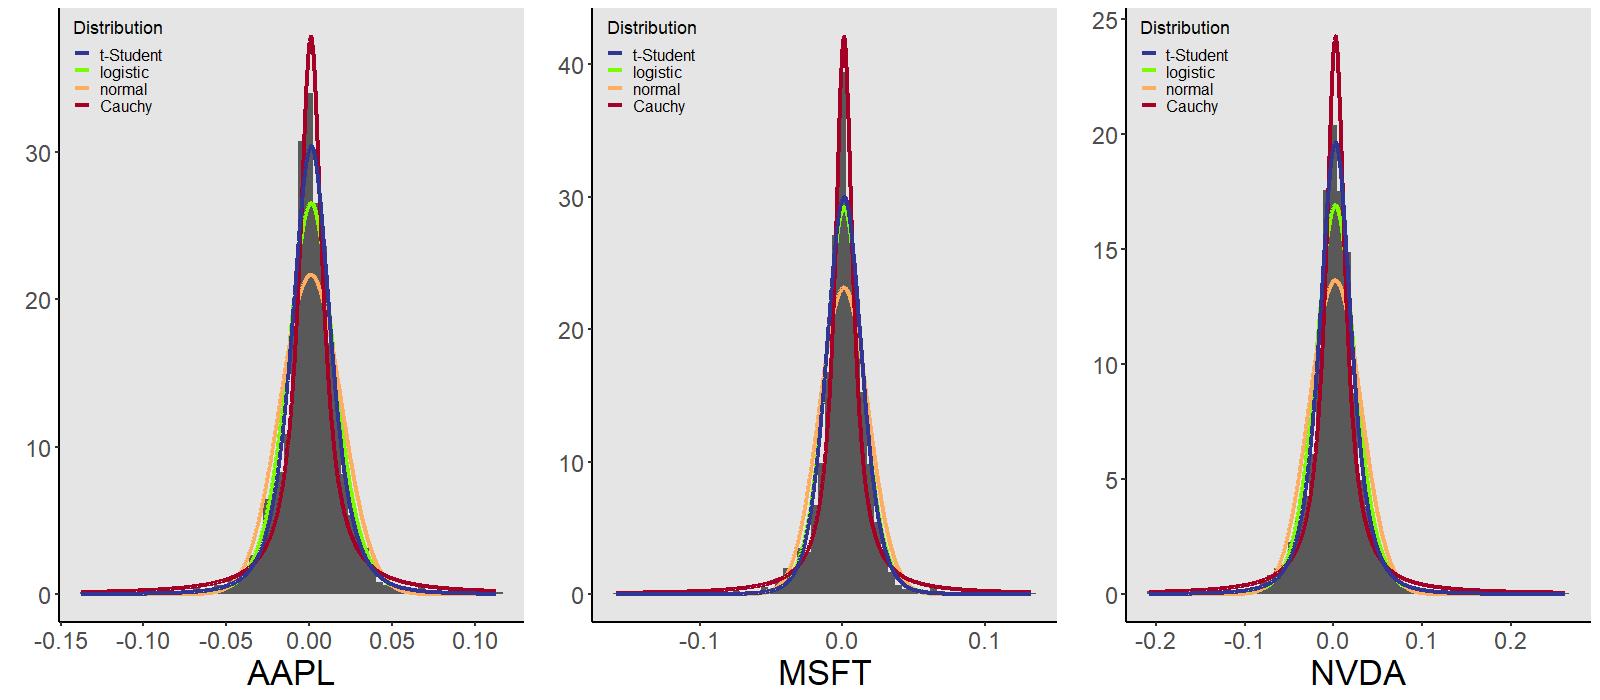 Distribution
t-Student
logistic
normal
Cauchy
30
20
10
0
-0.15 -0.10 -0.05 0.00 0.05 0.10
AAPL
Distribution
t-Student
logistic
normal
Cauchy
40
30
20
10
0
-0.1 0.0 0.1
MSFT
25
Distribution
t-Student
logistic
normal
Cauchy
20
15
10
5
0
-0.2 -0.1 0.0 0.1 0.2
NVDA